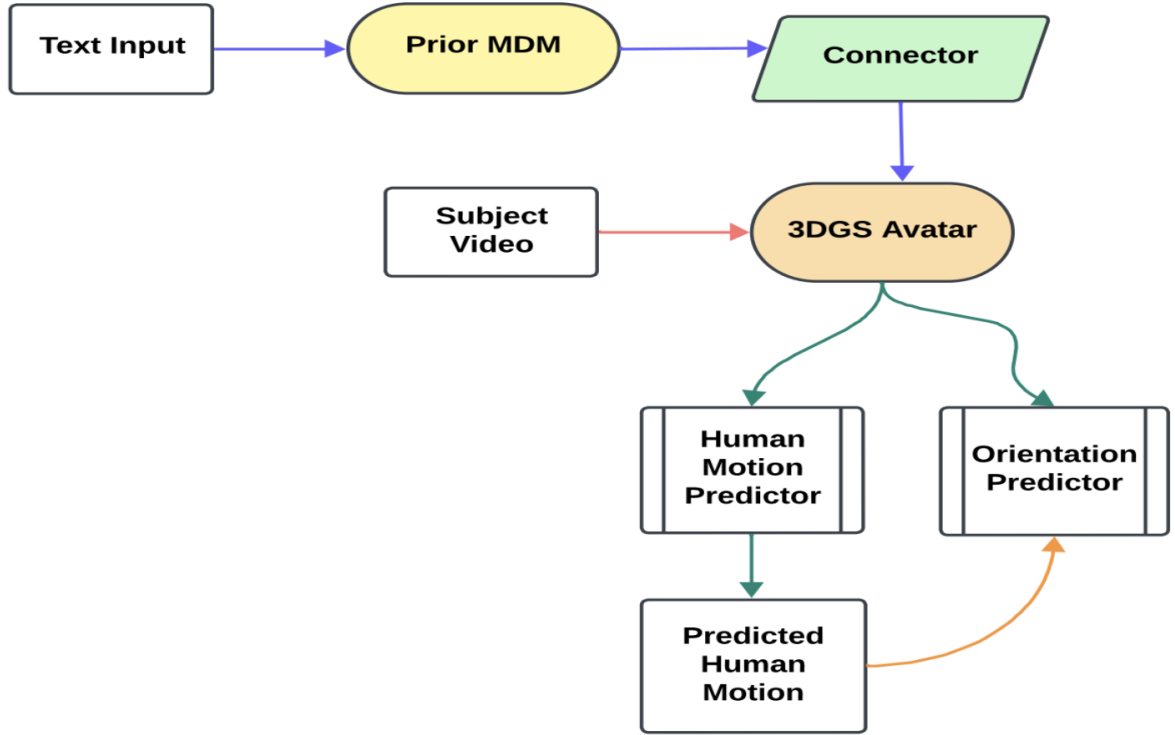 Text Input
Prior MDM
Connector
Subject
Video
3DGS Avatar
Human
Motion
Predictor
Orientation
Predictor
Predicted
Human
Motion